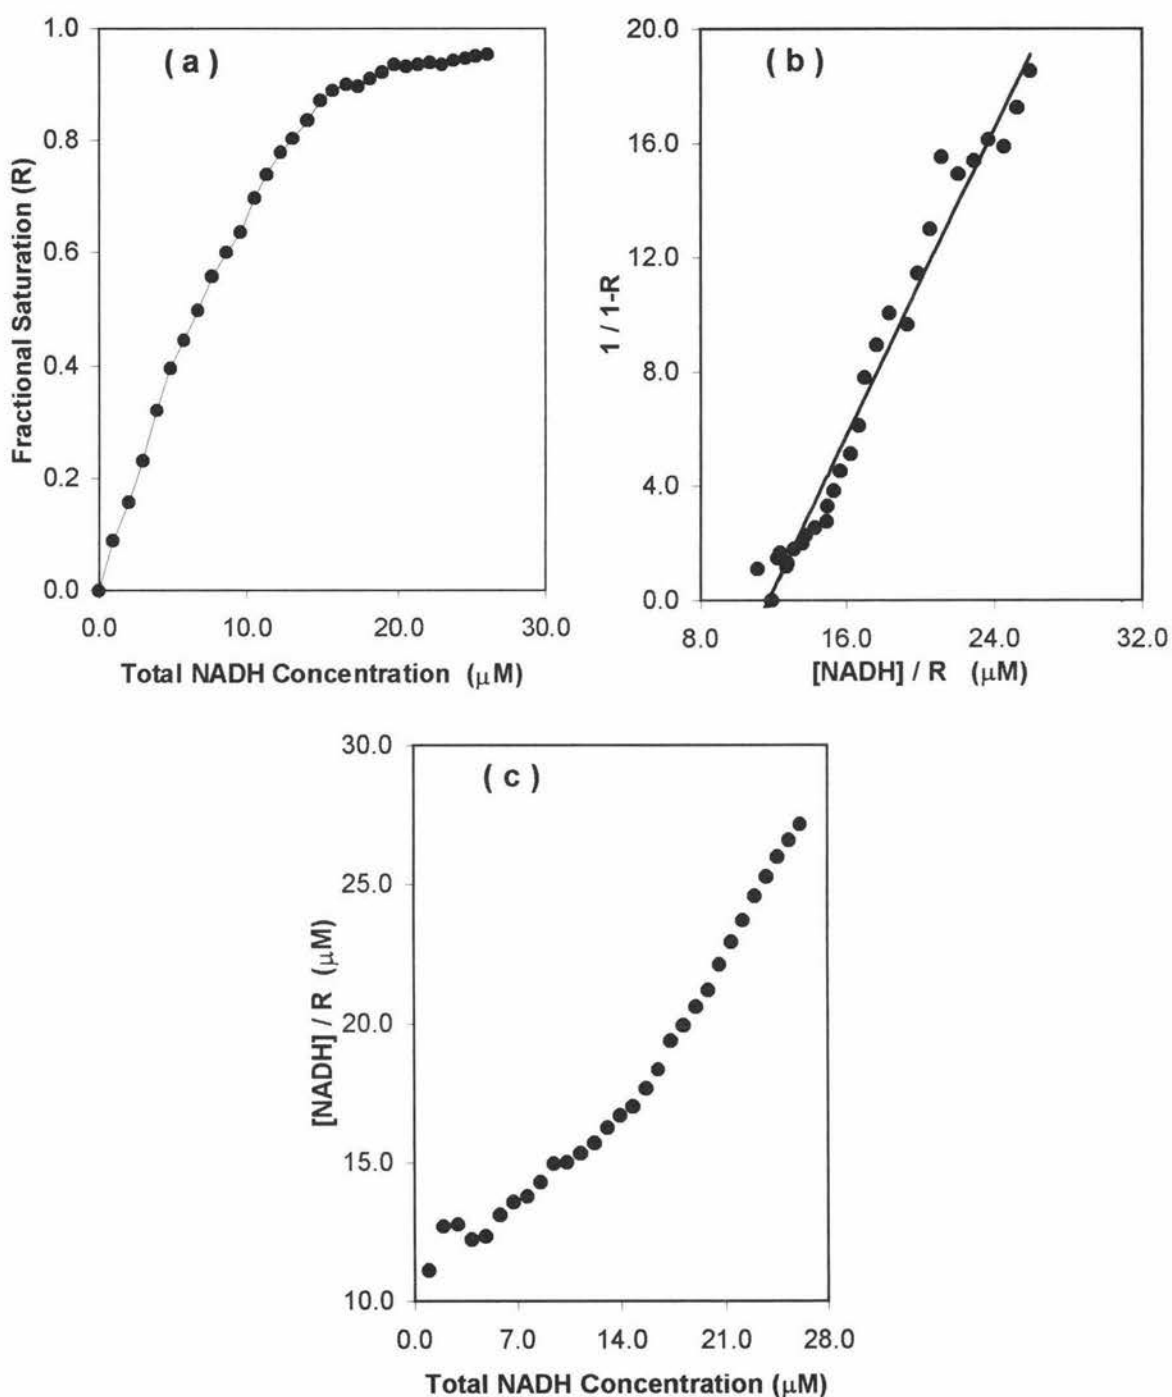 ( a )
1.0
0.8
0.6
0.4
0.2
0.0
Fractional Saturation (R)
0.0 10.0 20.0 30.0
Total NADH Concentration (μM)
( b )
20.0
16.0
12.0
8.0
4.0
0.0
1 / 1-R
8.0 16.0 24.0 32.0
[NADH] / R (μM)
( c )
30.0
25.0
20.0
15.0
10.0
[NADH] / R (μM)
0.0 7.0 14.0 21.0 28.0
Total NADH Concentration (μM)